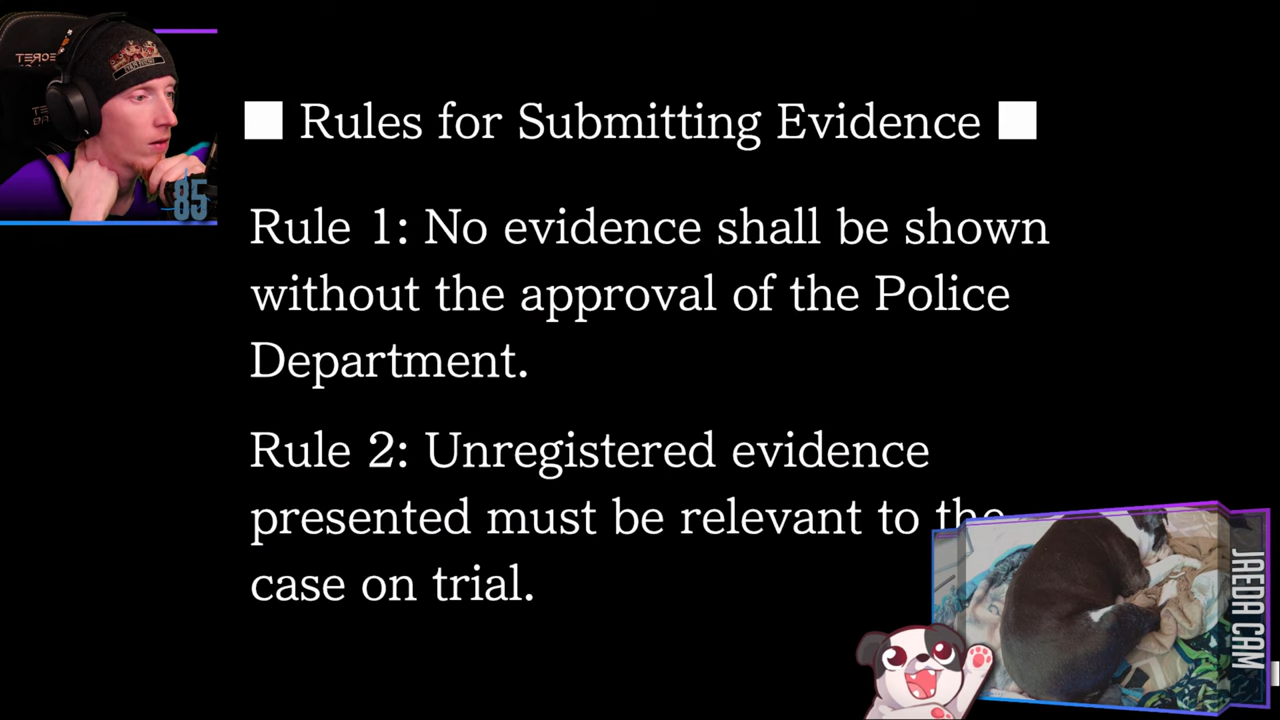 ■ Rules for Submitting Evidence ■
Rule 1: No evidence shall be shown
without the approval of the Police
Department.
Rule 2: Unregistered evidence
presented must be relevant to the
case on trial.
85
JAEDA CAM